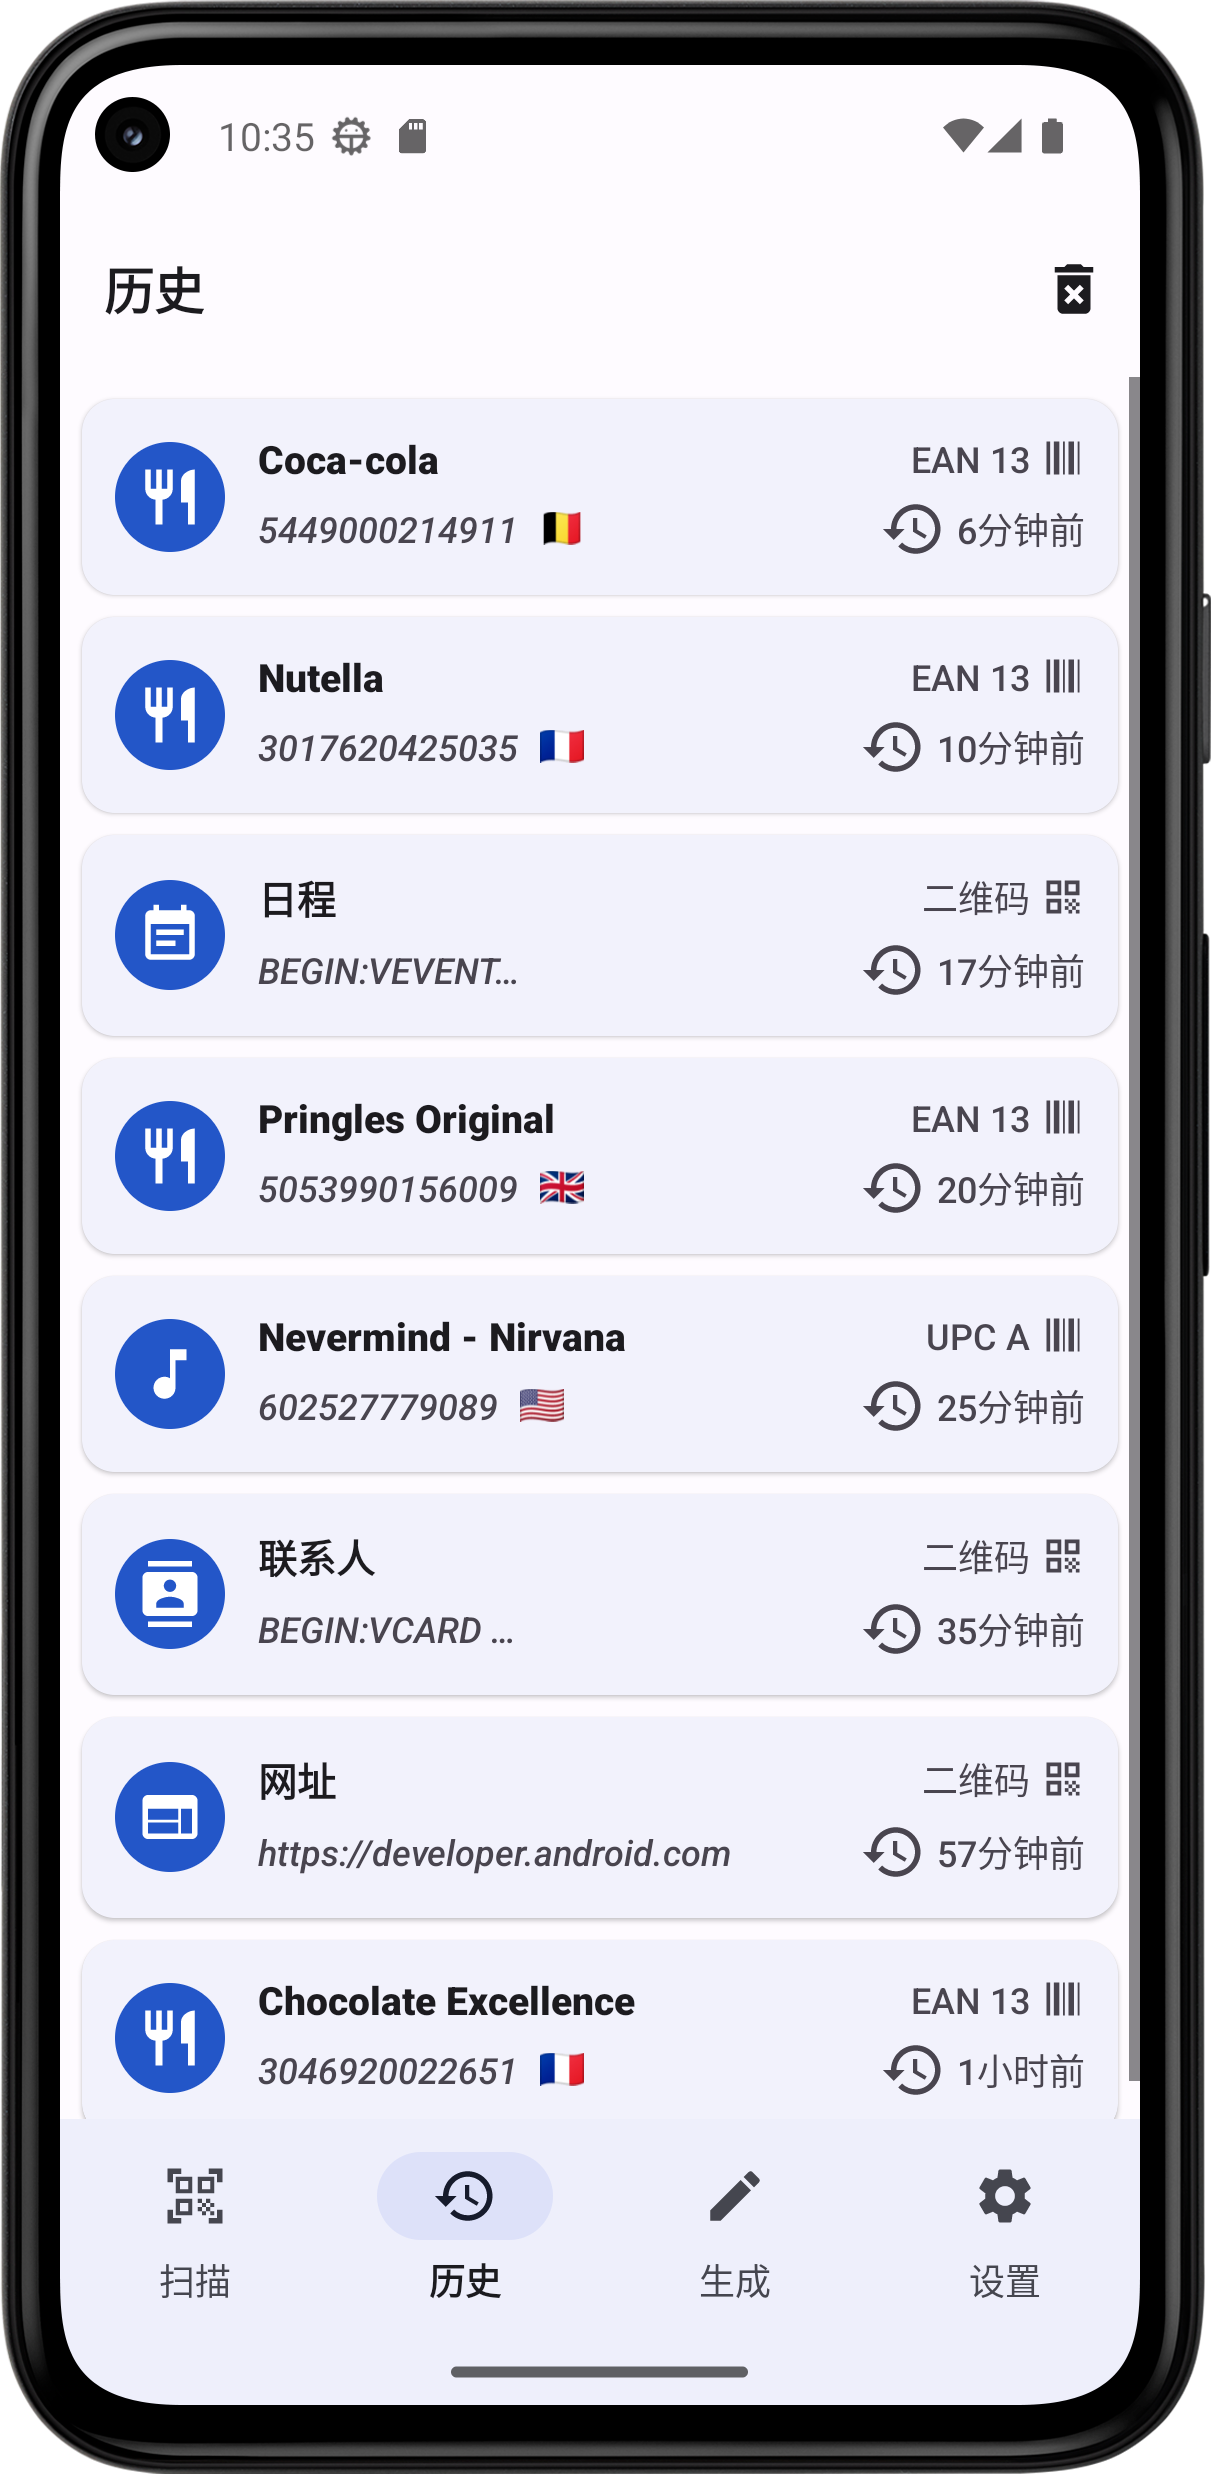 10:35
历史
Coca-cola
EAN 13
5449000214911
6分钟前
Nutella
EAN 13
3017620425035
10分钟前
日程
二维码
BEGIN:VEVENT...
17分钟前
Pringles Original
EAN 13
5053990156009
20分钟前
Nevermind - Nirvana
UPC A
602527779089
25分钟前
联系人
二维码
BEGIN:VCARD ...
35分钟前
网址
二维码
https://developer.android.com
57分钟前
Chocolate Excellence
EAN 13
3046920022651
1小时前
扫描
历史
生成
设置